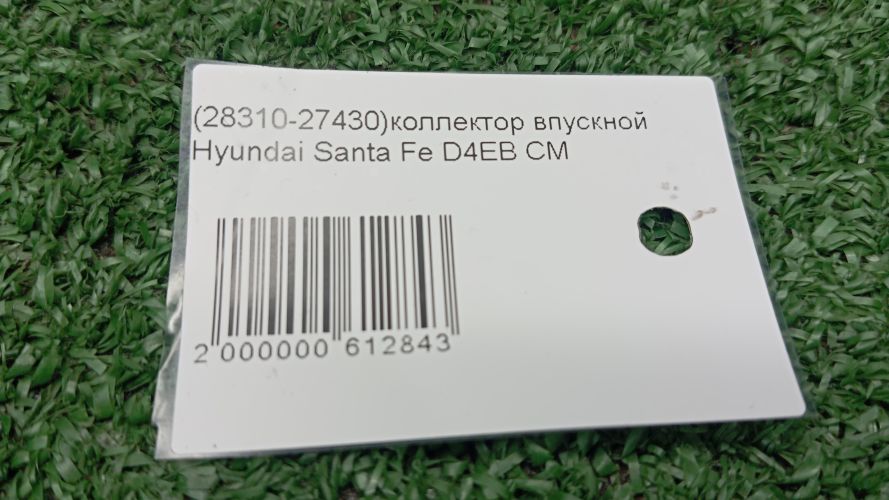 (28310-27430)коллектор впускной
Hyundai Santa Fe D4EB CM
2 000000 612843